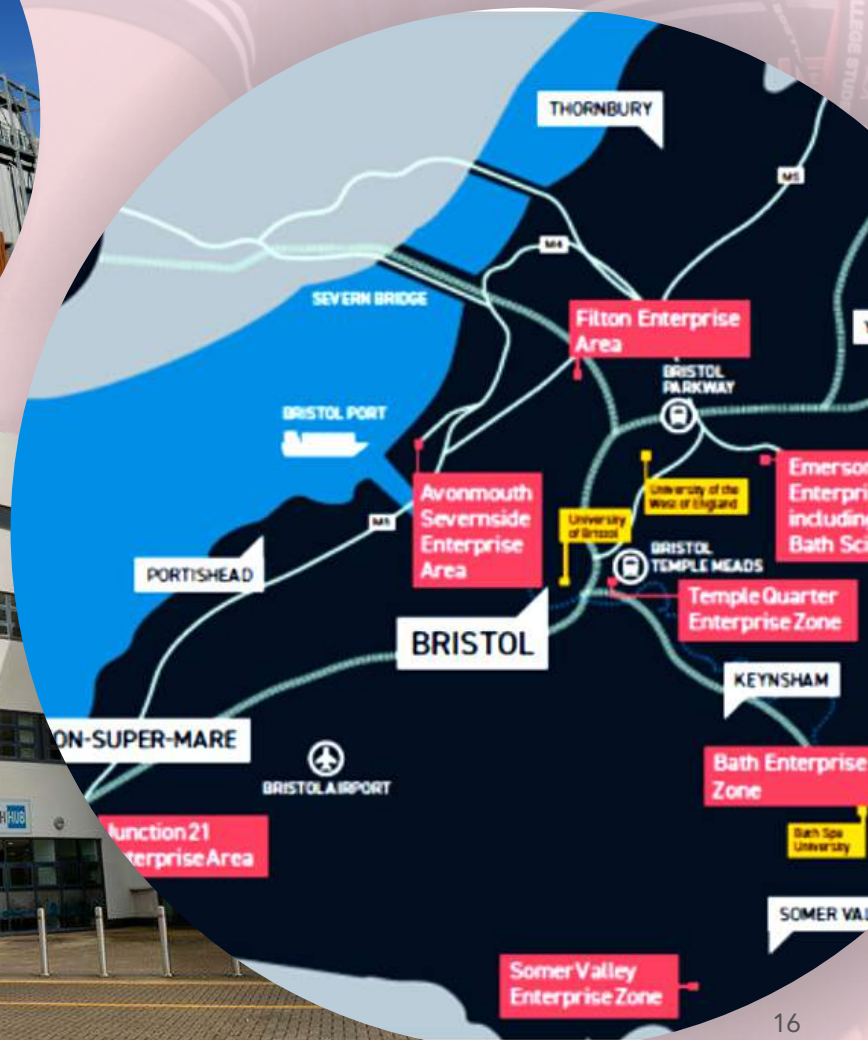 THORNBURY
M5
M4
SEVERN BRIDGE
Filton Enterprise
Area
BRISTOL
PARKWAY
BRISTOL PORT
Avonmouth
Severnside
Enterprise
Area
University of the
West of England
University
of Bristol
Emerson
Enterpri
includin
Bath Sci
M5
BRISTOL
TEMPLE MEADS
PORTISHEAD
Temple Quarter
Enterprise Zone
BRISTOL
KEYNSHAM
ON-SUPER-MARE
BRISTOL AIRPORT
Bath Enterprise
Zone
HUB
Junction 21
terprise Area
Bath Spa
University
SOMER VAL
Somer Valley
Enterprise Zone
16